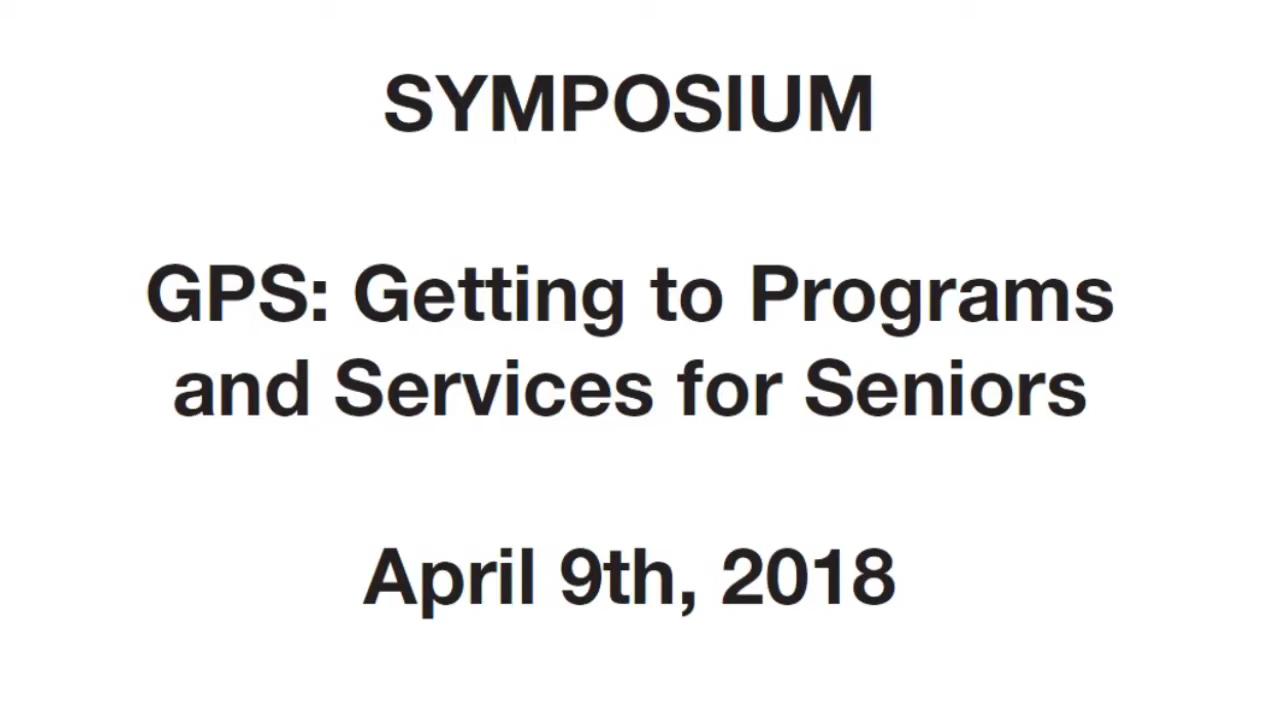 SYMPOSIUM
GPS: Getting to Programs
and Services for Seniors
April 9th, 2018